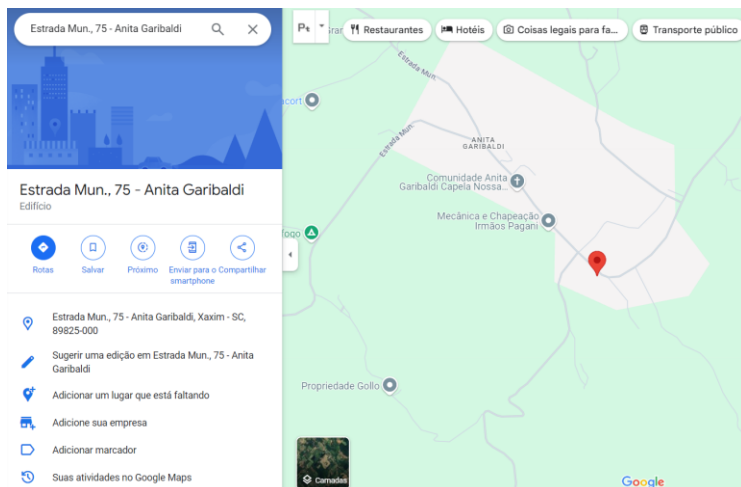 Estrada Mun., 75 - Anita Garibaldi
Estrada Mun., 75 - Anita Garibaldi
Edifício
Rotas
Salvar
Próximo
Enviar para o
smartphone
Compartilhar
Estrada Mun., 75 - Anita Garibaldi, Xaxim - SC,
89825-000
Sugerir uma edição em Estrada Mun., 75 - Anita
Garibaldi
Adicionar um lugar que está faltando
Adicione sua empresa
Adicionar marcador
Suas atividades no Google Maps
Restaurantes
Hotéis
Coisas legais para fa...
Transporte público
Estrada Mun.
Estrada Mun.
ANITA
GARIBALDI
Comunidade Anita
Garibaldi Capela Nossa...
Mecânica e Chapeação
Irmãos Pagani
Propriedade Gollo
Camadas
Google